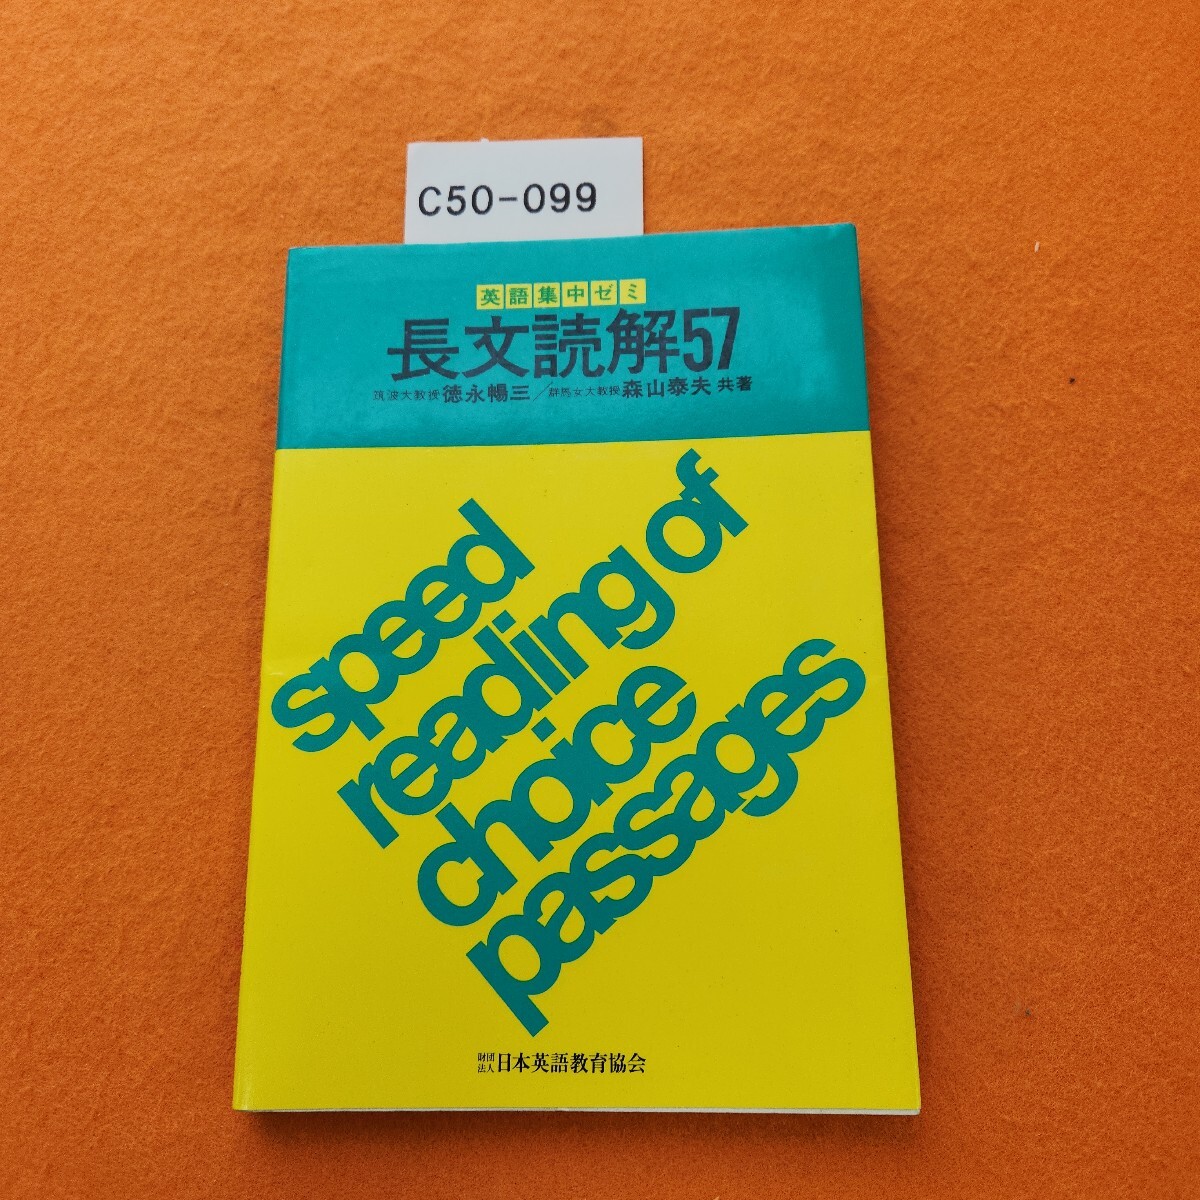 C50-099
英語集中ゼミ
長文読解57
筑波大教授 徳永暢三/群馬女大教授 森山泰夫 共著
speed
reading of
choice
passages
財団法人 日本英語教育協会